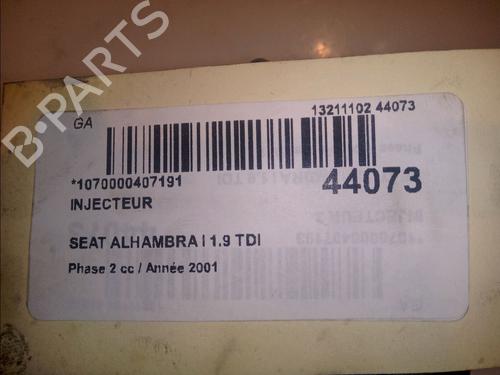 B-PARTS
GA
13211102 44073
*1070000407191
44073
INJECTEUR
SEAT ALHAMBRA I 1.9 TDI
Phase 2 cc / Année 2001